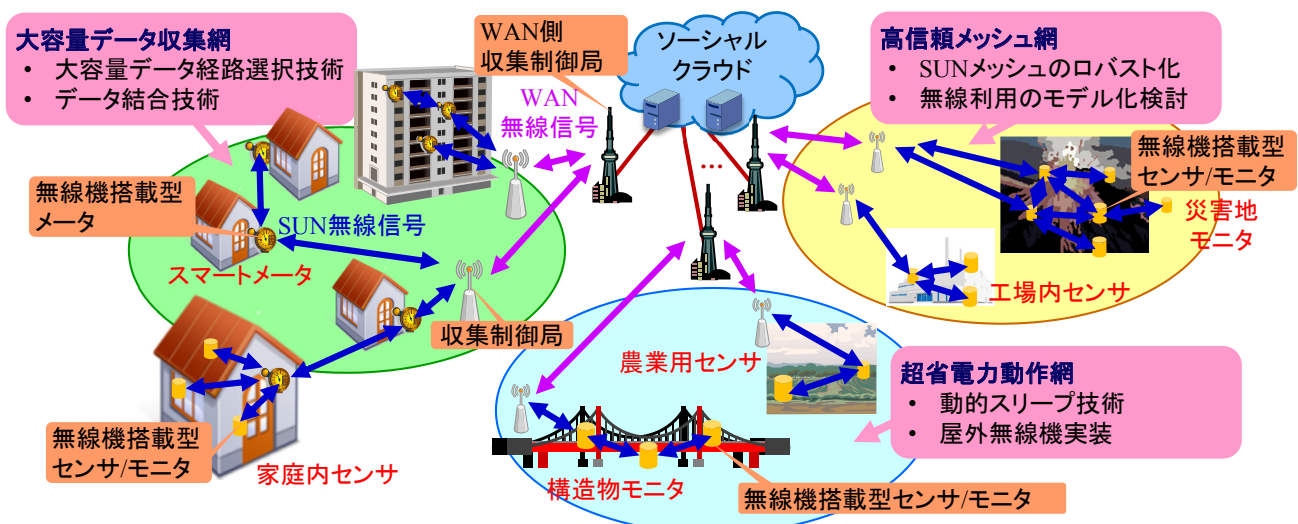 大容量データ収集網
• 大容量データ経路選択技術
• データ結合技術
WAN側
収集制御局
ソーシャル
クラウド
高信頼メッシュ網
• SUNメッシュのロバスト化
• 無線利用のモデル化検討
WAN
無線信号
...
無線機搭載型
センサ/モニタ
災害地
モニタ
無線機搭載型
メータ
SUN無線信号
スマートメータ
工場内センサ
収集制御局
農業用センサ
超省電力動作網
• 動的スリープ技術
• 屋外無線機実装
無線機搭載型
センサ/モニタ
家庭内センサ
構造物モニタ
無線機搭載型センサ/モニタ